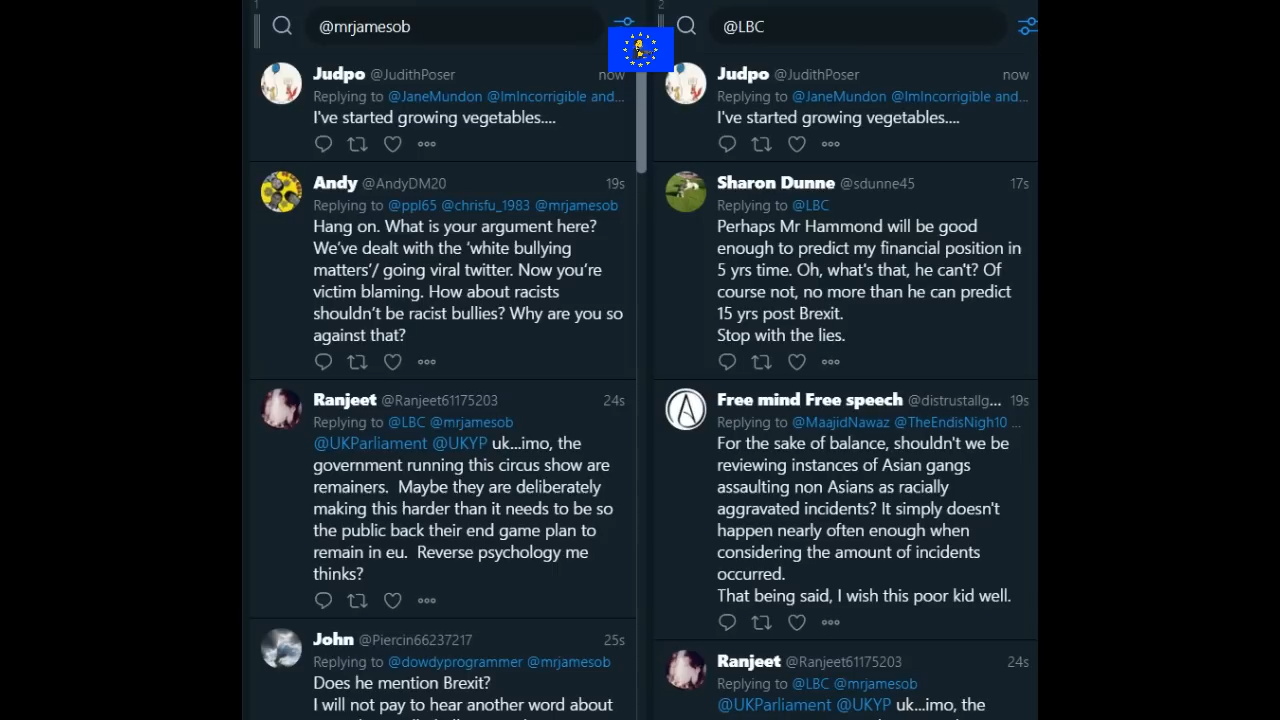 1
@mrjamesob
Judpo @JudithPoser now
Replying to @JaneMundon @ImIncorrigible and...
I've started growing vegetables....
Andy @AndyDM20 19s
Replying to @ppl65 @chrisfu_1983 @mrjamesob
Hang on. What is your argument here?
We've dealt with the ‘white bullying
matters’/ going viral twitter. Now you’re
victim blaming. How about racists
shouldn’t be racist bullies? Why are you so
against that?
Ranjeet @Ranjeet61175203 24s
Replying to @LBC @mrjamesob
@UKParliament @UKYP uk...imo, the
government running this circus show are
remainers.  Maybe they are deliberately
making this harder than it needs to be so
the public back their end game plan to
remain in eu.  Reverse psychology me
thinks?
John @Piercin66237217 25s
Replying to @dowdyprogrammer @mrjamesob
Does he mention Brexit?
I will not pay to hear another word about
2
@LBC
Judpo @JudithPoser now
Replying to @JaneMundon @ImIncorrigible and...
I've started growing vegetables....
Sharon Dunne @sdunne45 17s
Replying to @LBC
Perhaps Mr Hammond will be good
enough to predict my financial position in
5 yrs time. Oh, what's that, he can't? Of
course not, no more than he can predict
15 yrs post Brexit.
Stop with the lies.
Free mind Free speech @distrustallg... 19s
Replying to @MaajidNawaz @TheEndisNigh10 ...
For the sake of balance, shouldn't we be
reviewing instances of Asian gangs
assaulting non Asians as racially
aggravated incidents? It simply doesn't
happen nearly often enough when
considering the amount of incidents
occurred.
That being said, I wish this poor kid well.
Ranjeet @Ranjeet61175203 24s
Replying to @LBC @mrjamesob
@UKParliament @UKYP uk...imo, the